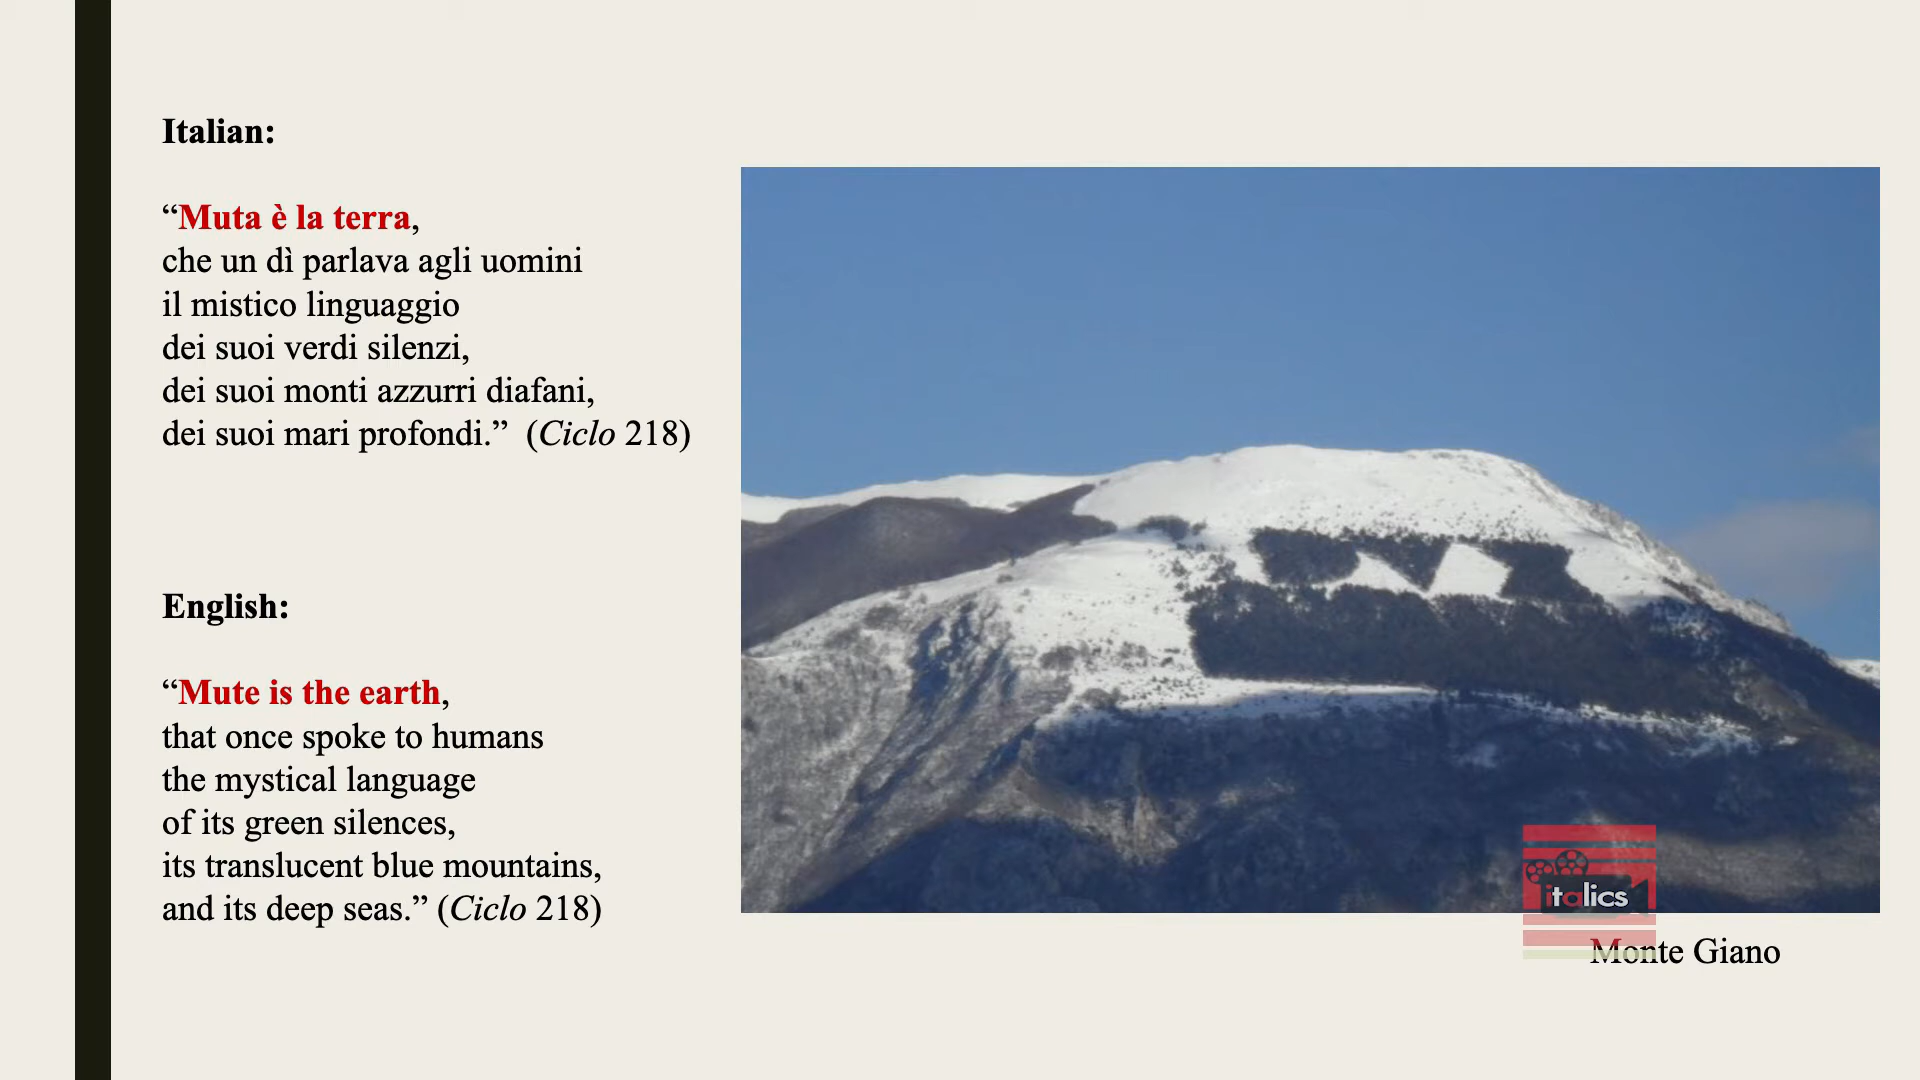 Italian:
“Muta è la terra,
che un dì parlava agli uomini
il mistico linguaggio
dei suoi verdi silenzi,
dei suoi monti azzurri diafani,
dei suoi mari profondi.” (Ciclo 218)
English:
“Mute is the earth,
that once spoke to humans
the mystical language
of its green silences,
its translucent blue mountains,
and its deep seas.” (Ciclo 218)
DVX
italics
Monte Giano